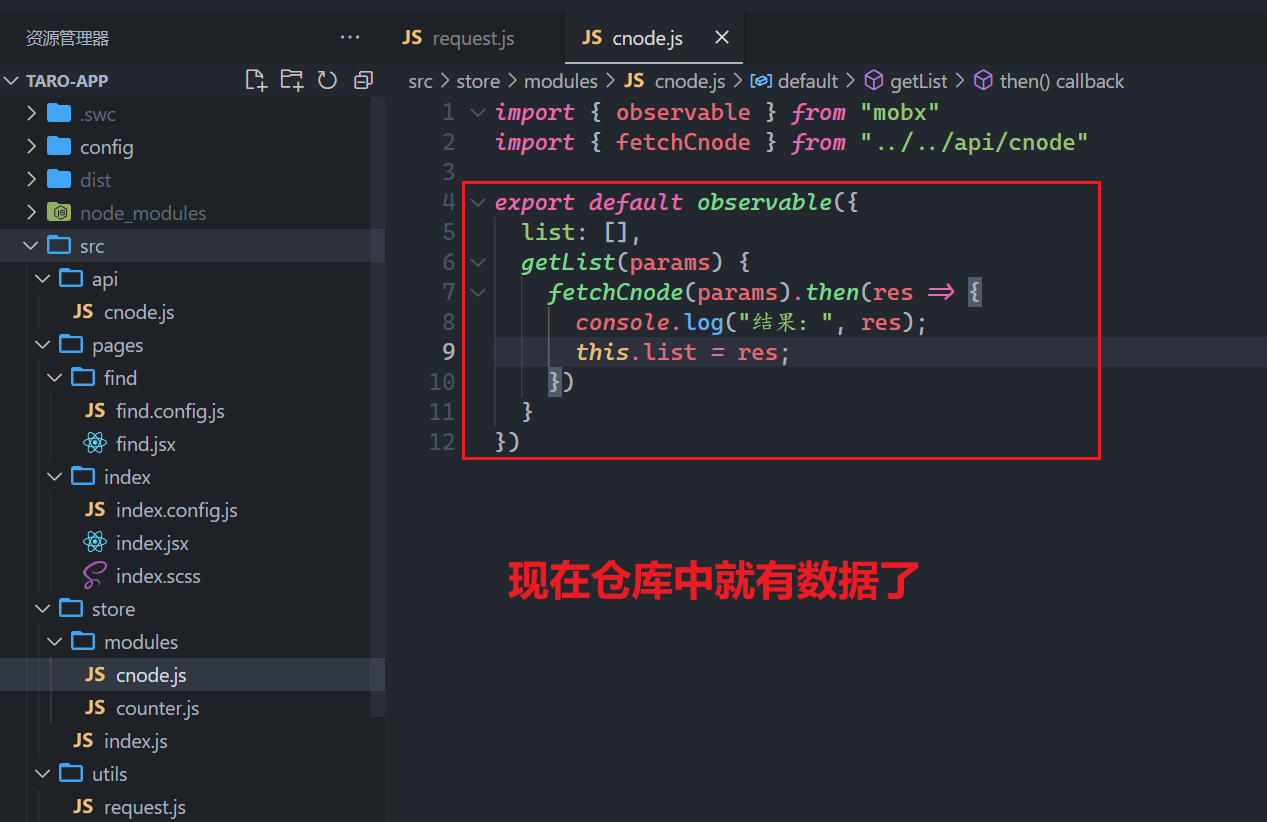 资源管理器
TARO-APP
.swc
config
dist
node_modules
src
api
JS cnode.js
pages
find
JS find.config.js
find.jsx
index
JS index.config.js
index.jsx
index.scss
store
modules
JS cnode.js
JS counter.js
JS index.js
utils
JS request.js
JS request.js
JS cnode.js
src > store > modules > JS cnode.js > default > getList > then() callback
1 import { observable } from "mobx"
2 import { fetchCnode } from "../../api/cnode"
3
4 export default observable({
5 list: [],
6 getList(params) {
7 fetchCnode(params).then(res => {
8 console.log("结果: ", res);
9 this.list = res;
10 })
11 }
12 })
现在仓库中就有数据了